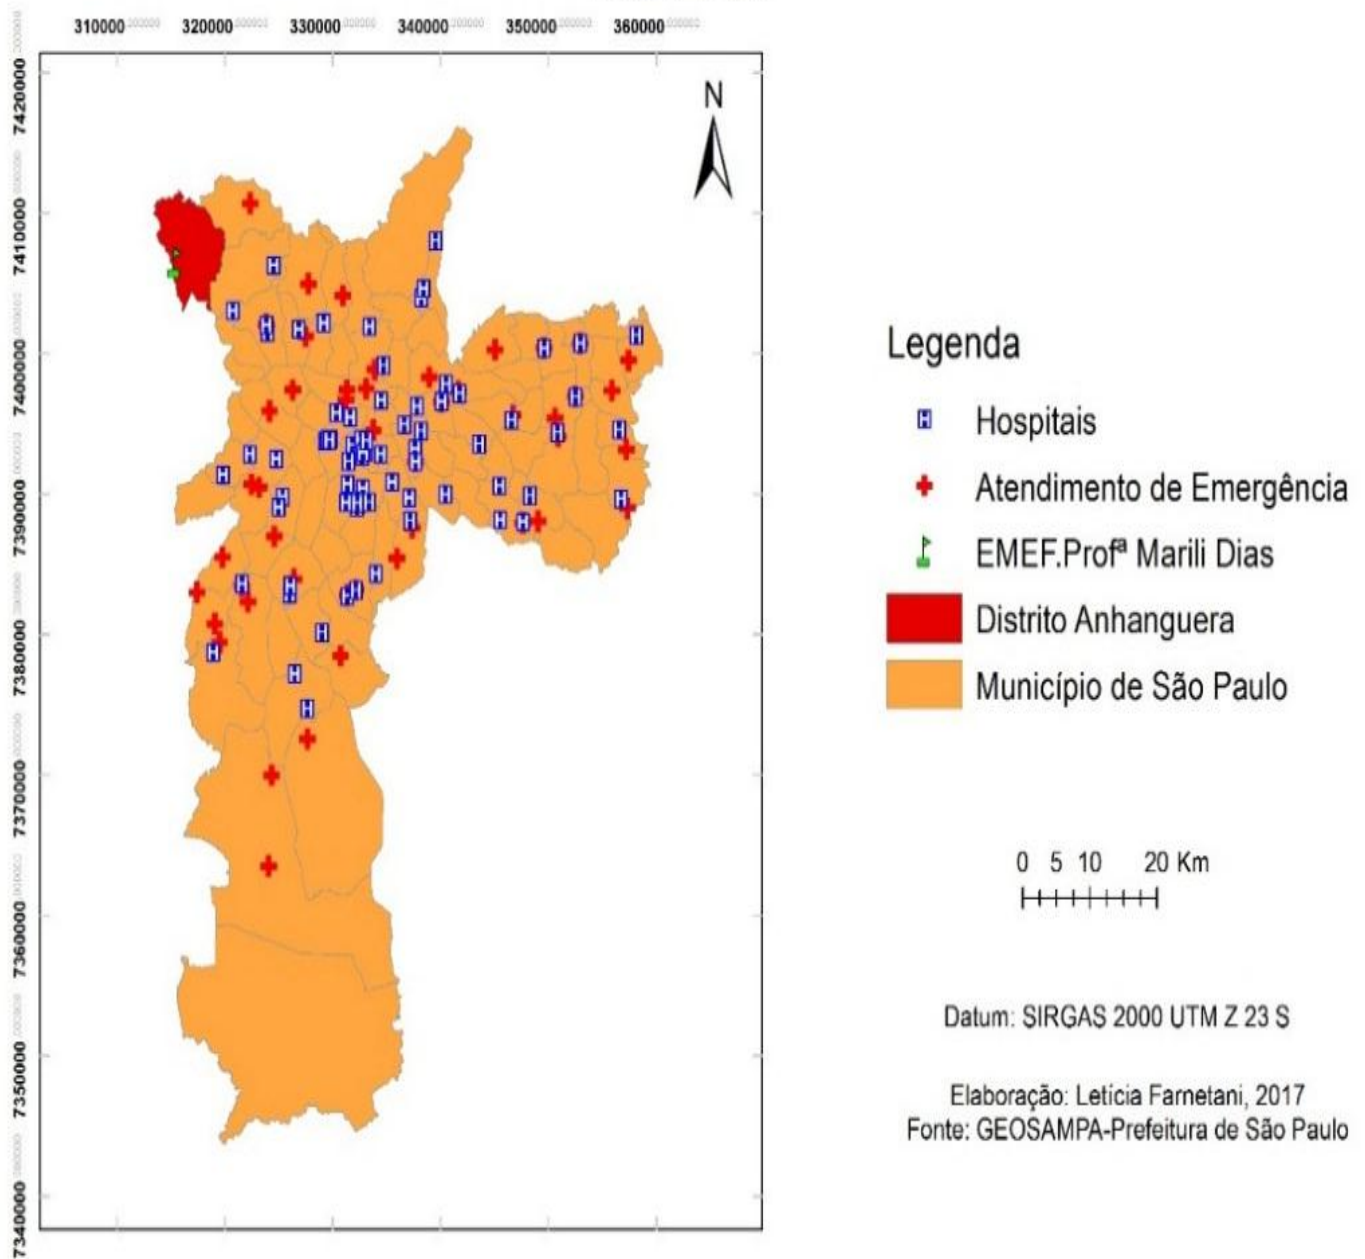 310000 320000 330000 340000 350000 360000
7420000
7410000
7400000
7390000
7380000
7370000
7360000
7350000
7340000
N
Legenda
Hospitais
Atendimento de Emergência
EMEF.Profª Marili Dias
Distrito Anhanguera
Município de São Paulo
0 5 10 20 Km
Datum: SIRGAS 2000 UTM Z 23 S
Elaboração: Letícia Farnetani, 2017
Fonte: GEOSAMPA-Prefeitura de São Paulo